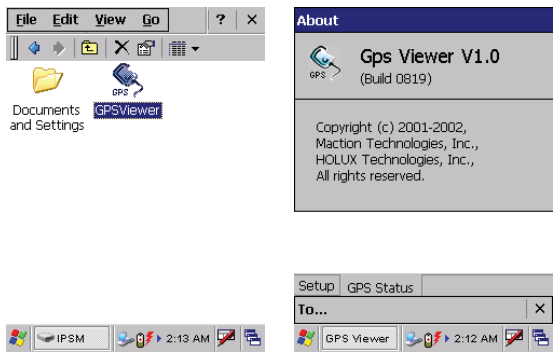 File Edit View Go ? ×
GPS
Documents and Settings
GPSViewer
IPSM 2:13 AM
About
GPS
Gps Viewer V1.0
(Build 0819)
Copyright (c) 2001-2002,
Maction Technologies, Inc.,
HOLUX Technologies, Inc.,
All rights reserved.
Setup GPS Status
To... ×
GPS Viewer 2:12 AM